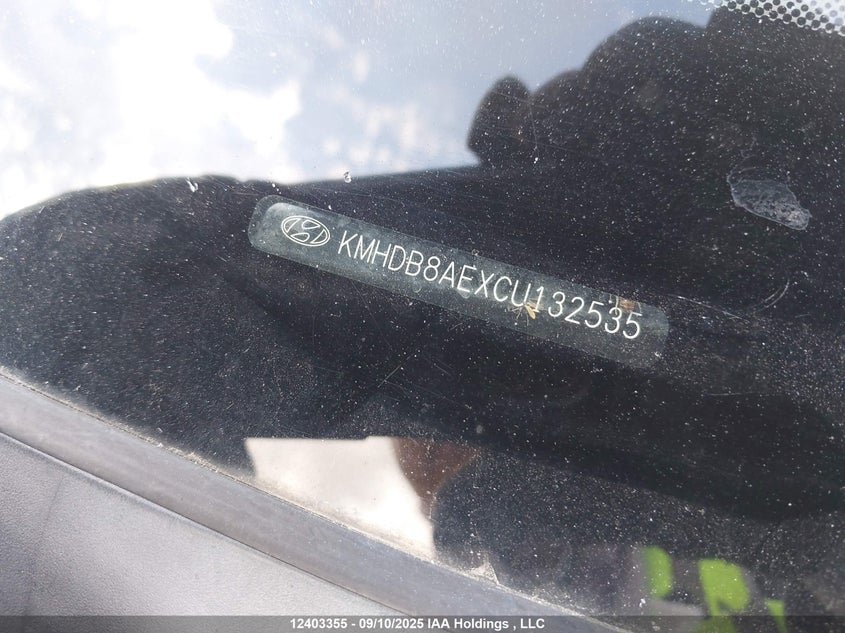 KMHDB8AEXCU132535
12403355 - 09/10/2025 IAA Holdings , LLC